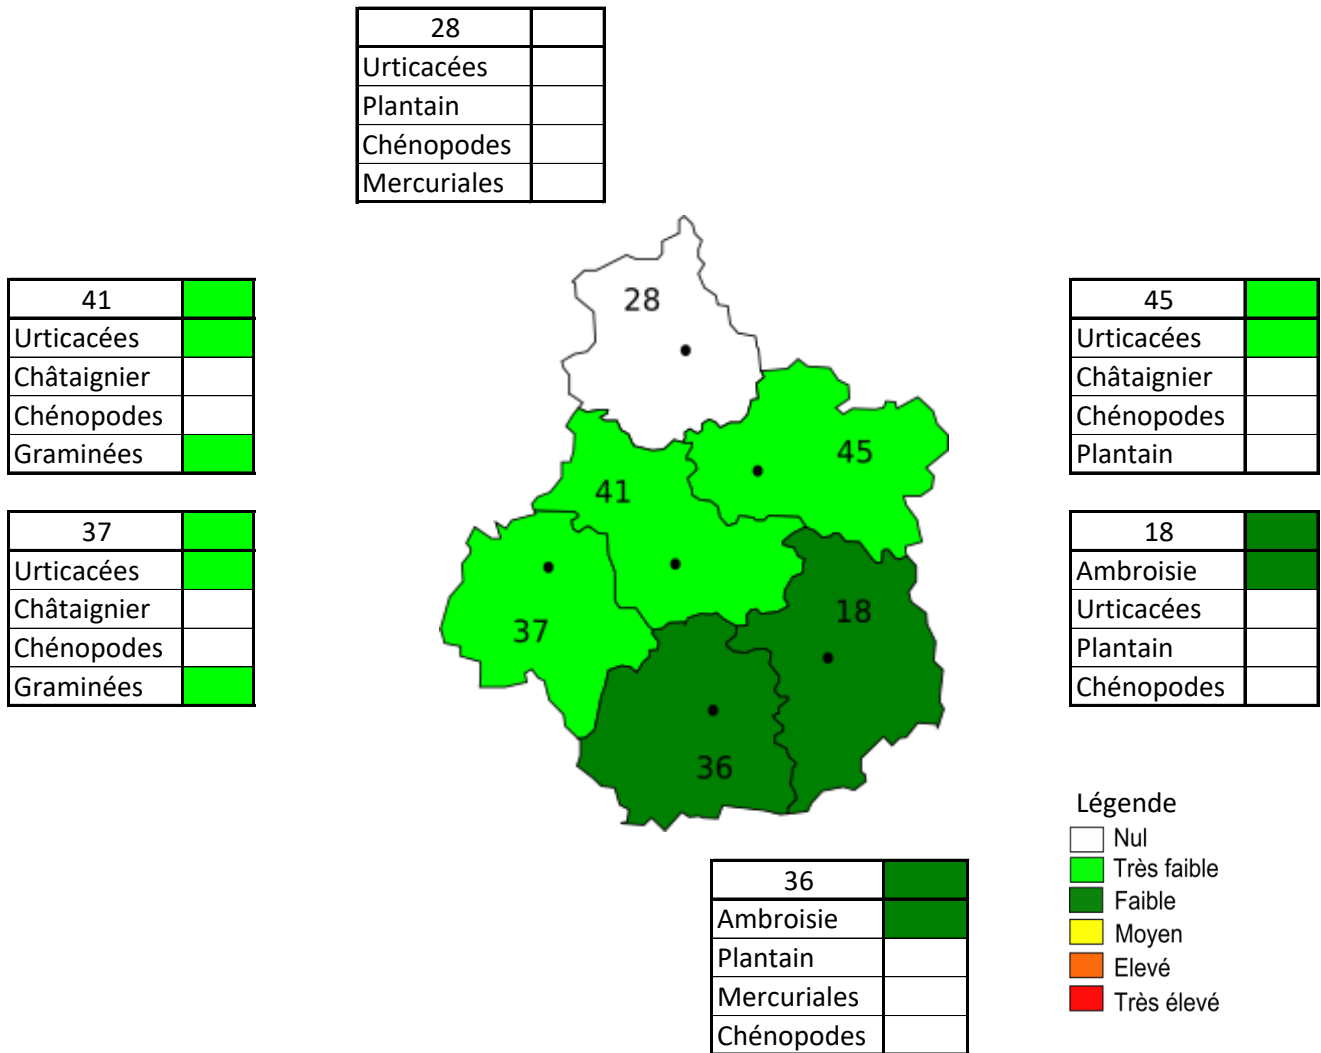 28
Urticacées
Plantain
Chénopodes
Mercuriales
41
Urticacées
Châtaignier
Chénopodes
Graminées
37
Urticacées
Châtaignier
Chénopodes
Graminées
28
45
41
18
37
36
45
Urticacées
Châtaignier
Chénopodes
Plantain
18
Ambroisie
Urticacées
Plantain
Chénopodes
36
Ambroisie
Plantain
Mercuriales
Chénopodes
Légende
Nul
Très faible
Faible
Moyen
Elevé
Très élevé